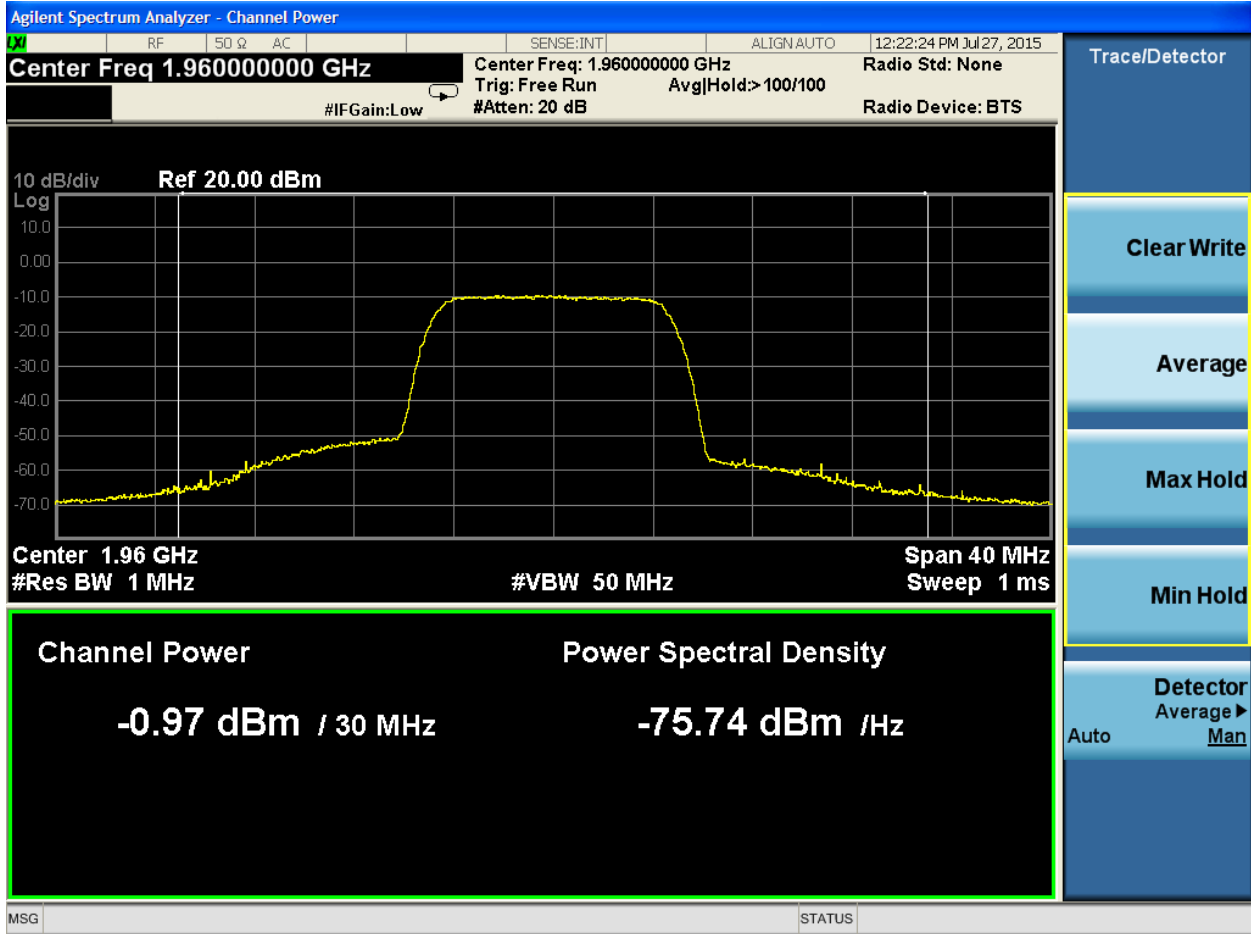 Agilent Spectrum Analyzer - Channel Power
LXI RF 50 Ω AC SENSE:INT ALIGN AUTO 12:22:24 PM Jul 27, 2015
Center Freq 1.960000000 GHz
Center Freq: 1.960000000 GHz Radio Std: None
Trig: Free Run Avg|Hold:> 100/100
#IFGain:Low #Atten: 20 dB Radio Device: BTS
10 dB/div Ref 20.00 dBm
Log
10.0
0.00
-10.0
-20.0
-30.0
-40.0
-50.0
-60.0
-70.0
Center 1.96 GHz Span 40 MHz
#Res BW 1 MHz #VBW 50 MHz Sweep 1 ms
Channel Power Power Spectral Density
-0.97 dBm / 30 MHz -75.74 dBm /Hz
MSG STATUS
Trace/Detector
Clear Write
Average
Max Hold
Min Hold
Detector
Average▶
Auto Man